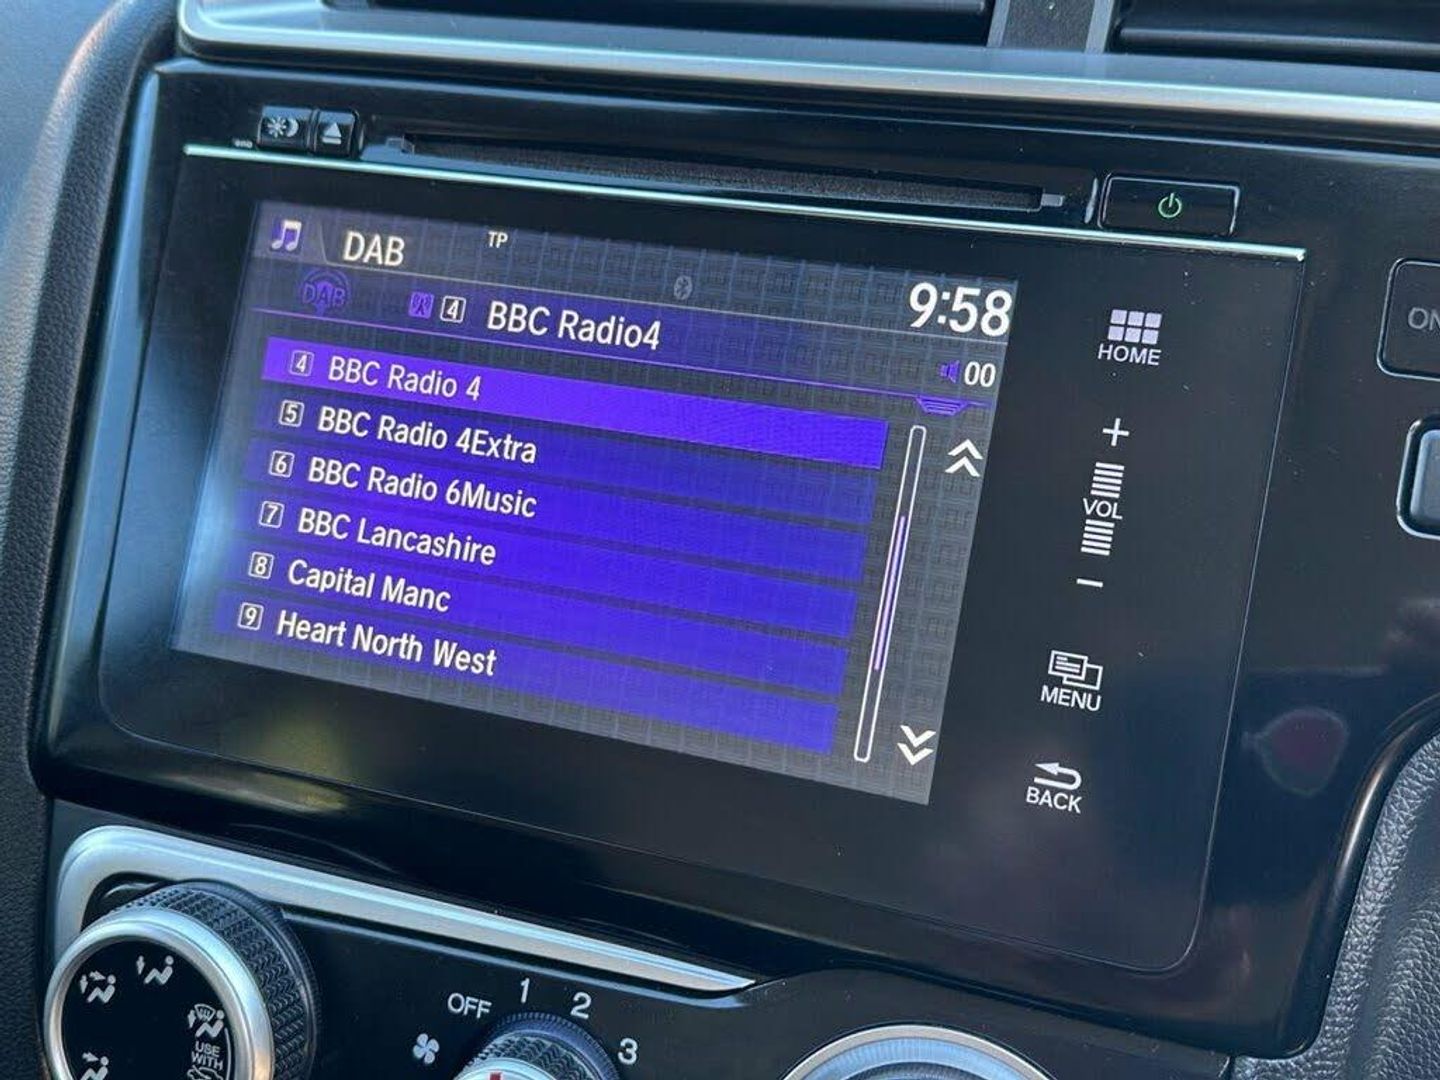 DAB TP
DAB 4 BBC Radio4 9:58
00
4 BBC Radio 4
5 BBC Radio 4Extra
6 BBC Radio 6Music
7 BBC Lancashire
8 Capital Manc
9 Heart North West
HOME
+
VOL
−
MENU
BACK
ON
OFF 1 2 3
USE
WITH